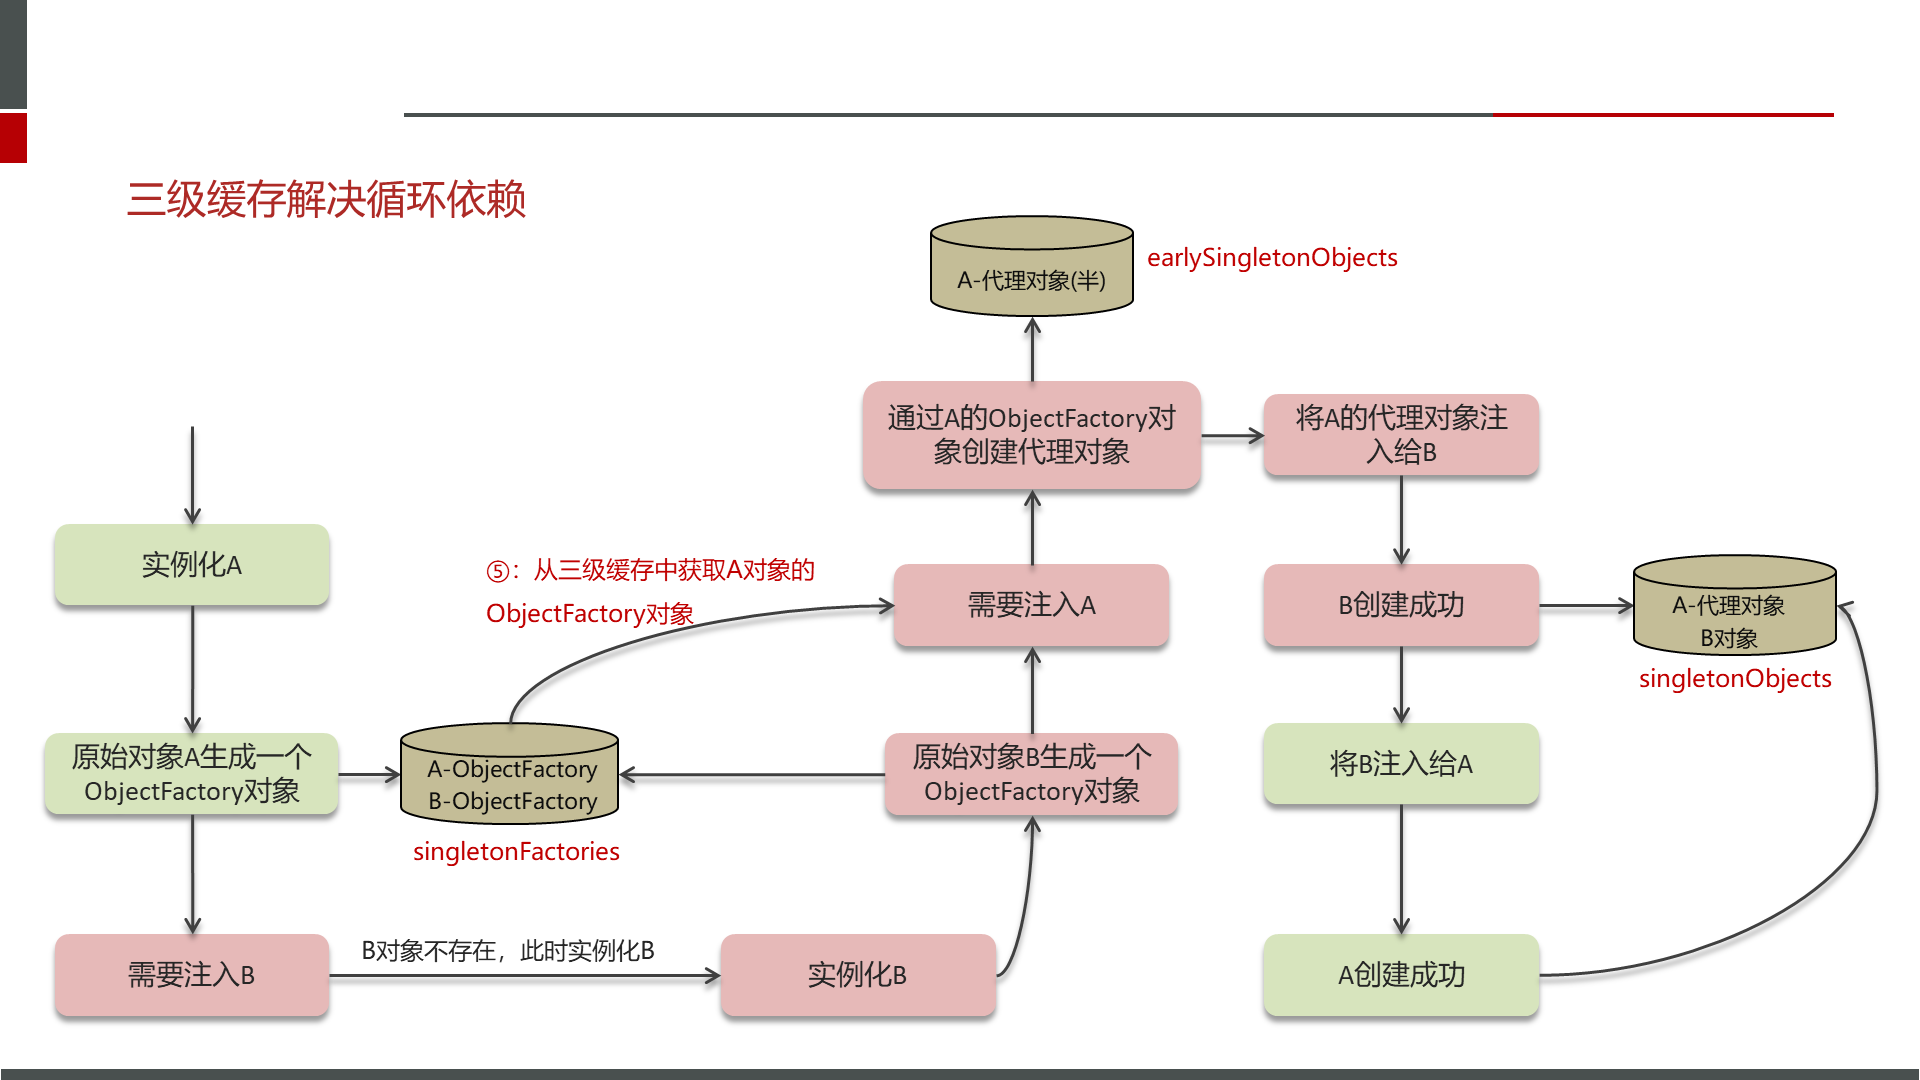 三级缓存解决循环依赖
A-代理对象(半)
earlySingletonObjects
通过A的ObjectFactory对
象创建代理对象
将A的代理对象注
入给B
实例化A
⑤：从三级缓存中获取A对象的
ObjectFactory对象
需要注入A
B创建成功
A-代理对象
B对象
singletonObjects
原始对象A生成一个
ObjectFactory对象
A-ObjectFactory
B-ObjectFactory
singletonFactories
原始对象B生成一个
ObjectFactory对象
将B注入给A
需要注入B
B对象不存在，此时实例化B
实例化B
A创建成功